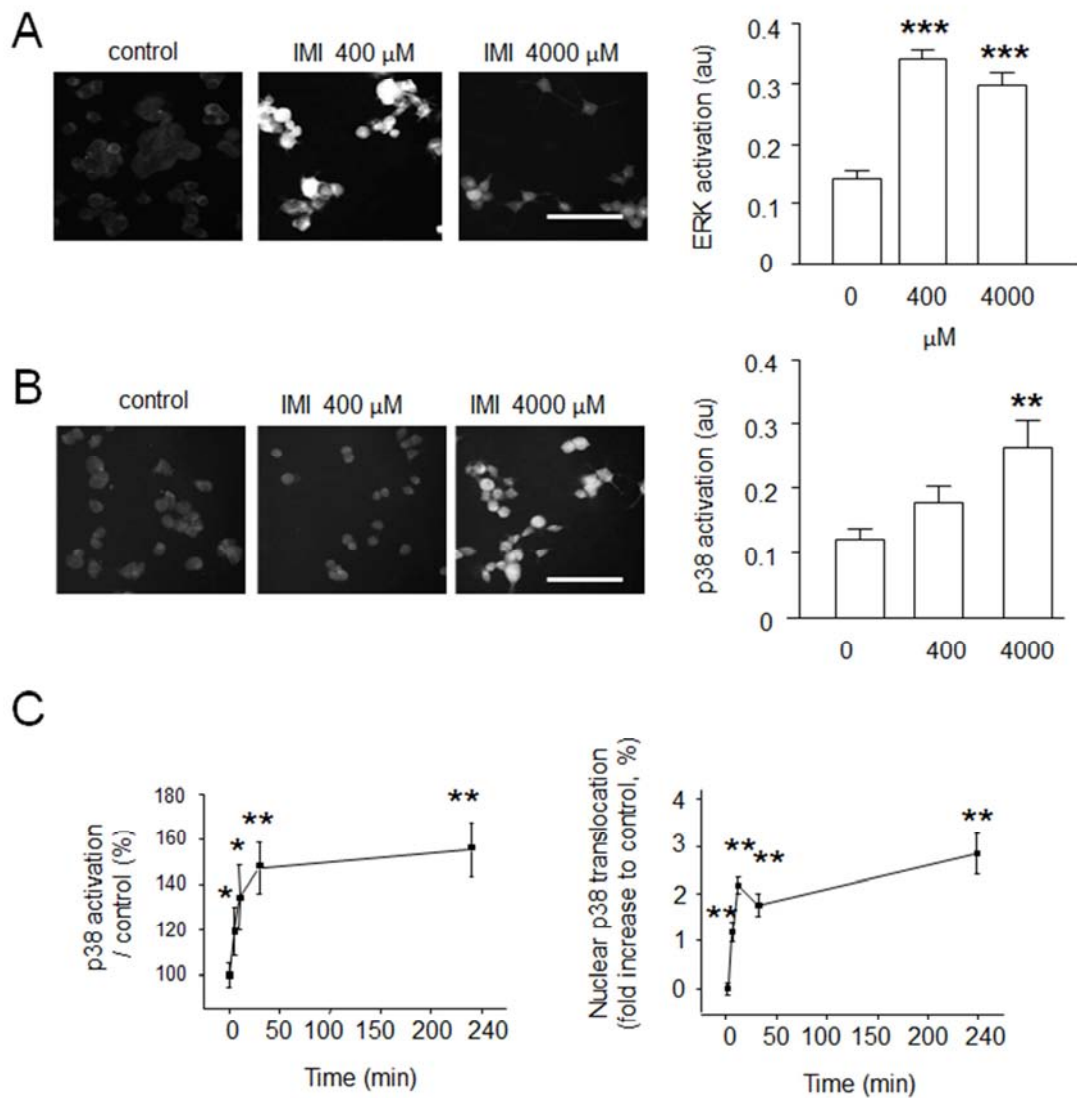 A
control
IMI 400 µM
IMI 4000 µM
ERK activation (au)
0.4
0.3
0.2
0.1
0
***
***
0
400
4000
µM
B
control
IMI 400 µM
IMI 4000 µM
p38 activation (au)
0.4
0.3
0.2
0.1
0
**
0
400
4000
C
p38 activation
/ control (%)
180
160
140
120
100
*
*
**
**
0
50
100
150
200
240
Time (min)
Nuclear p38 translocation
(fold increase to control, %)
4
3
2
1
0
**
**
**
**
0
50
100
150
200
240
Time (min)